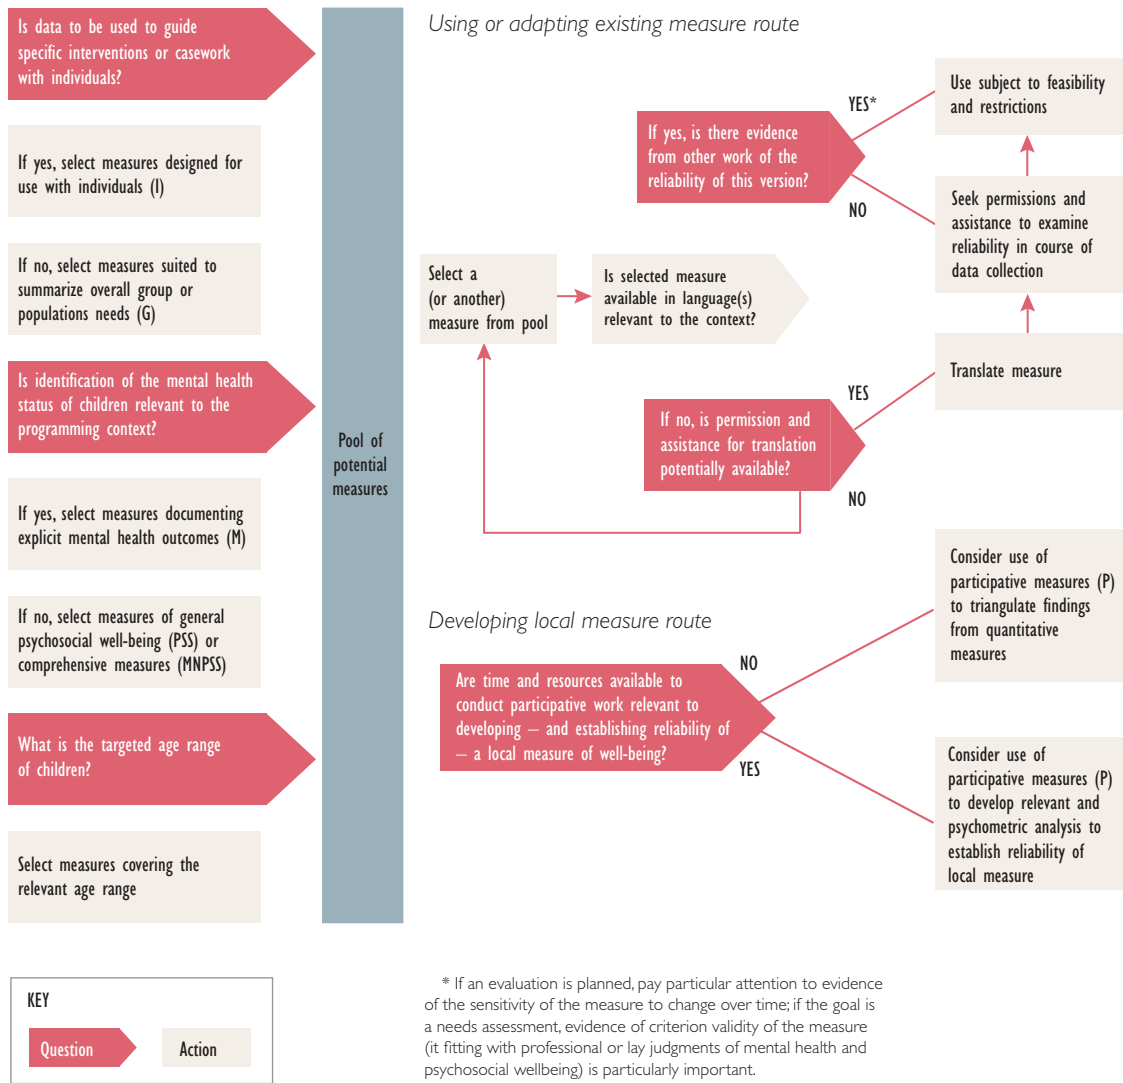 Is data to be used to guide
specific interventions or casework
with individuals?
If yes, select measures designed for
use with individuals (I)
If no, select measures suited to
summarize overall group or
populations needs (G)
Is identification of the mental health
status of children relevant to the
programming context?
If yes, select measures documenting
explicit mental health outcomes (M)
If no, select measures of general
psychosocial well-being (PSS) or
comprehensive measures (MNPSS)
What is the targeted age range
of children?
Select measures covering the
relevant age range
Pool of
potential
measures
Using or adapting existing measure route
Select a
(or another)
measure from pool
Is selected measure
available in language(s)
relevant to the context?
If yes, is there evidence
from other work of the
reliability of this version?
YES*
NO
Use subject to feasibility
and restrictions
Seek permissions and
assistance to examine
reliability in course of
data collection
Translate measure
If no, is permission and
assistance for translation
potentially available?
YES
NO
Developing local measure route
Are time and resources available to
conduct participative work relevant to
developing — and establishing reliability of
— a local measure of well-being?
NO
YES
Consider use of
participative measures (P)
to triangulate findings
from quantitative
measures
Consider use of
participative measures (P)
to develop relevant and
psychometric analysis to
establish reliability of
local measure
KEY
Question
Action
* If an evaluation is planned, pay particular attention to evidence
of the sensitivity of the measure to change over time; if the goal is
a needs assessment, evidence of criterion validity of the measure
(it fitting with professional or lay judgments of mental health and
psychosocial wellbeing) is particularly important.